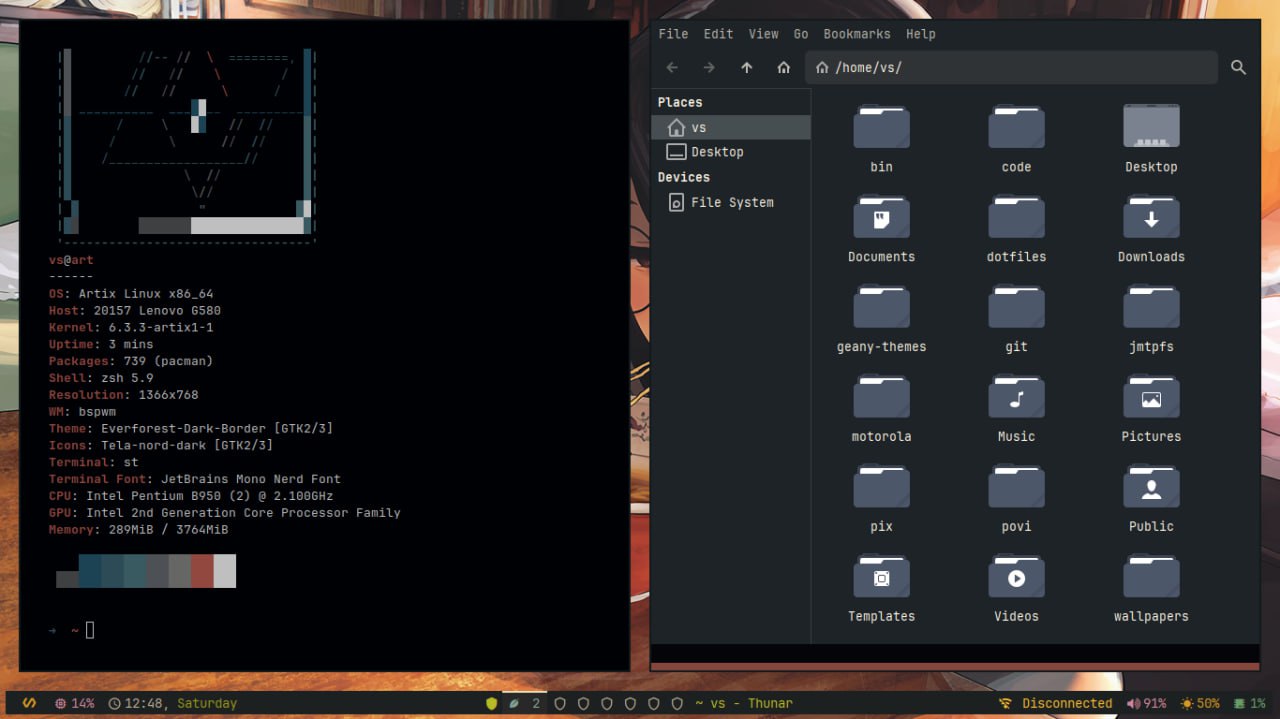 vs@art
------
OS: Artix Linux x86_64
Host: 20157 Lenovo G580
Kernel: 6.3.3-artix1-1
Uptime: 3 mins
Packages: 739 (pacman)
Shell: zsh 5.9
Resolution: 1366x768
WM: bspwm
Theme: Everforest-Dark-Border [GTK2/3]
Icons: Tela-nord-dark [GTK2/3]
Terminal: st
Terminal Font: JetBrains Mono Nerd Font
CPU: Intel Pentium B950 (2) @ 2.100GHz
GPU: Intel 2nd Generation Core Processor Family
Memory: 289MiB / 3764MiB
→ ~
File Edit View Go Bookmarks Help
/home/vs/
Places
vs
Desktop
Devices
File System
bin code Desktop
Documents dotfiles Downloads
geany-themes git jmtpfs
motorola Music Pictures
pix povi Public
Templates Videos wallpapers
14% 12:48, Saturday 2 ~ vs - Thunar Disconnected 91% 50% 1%